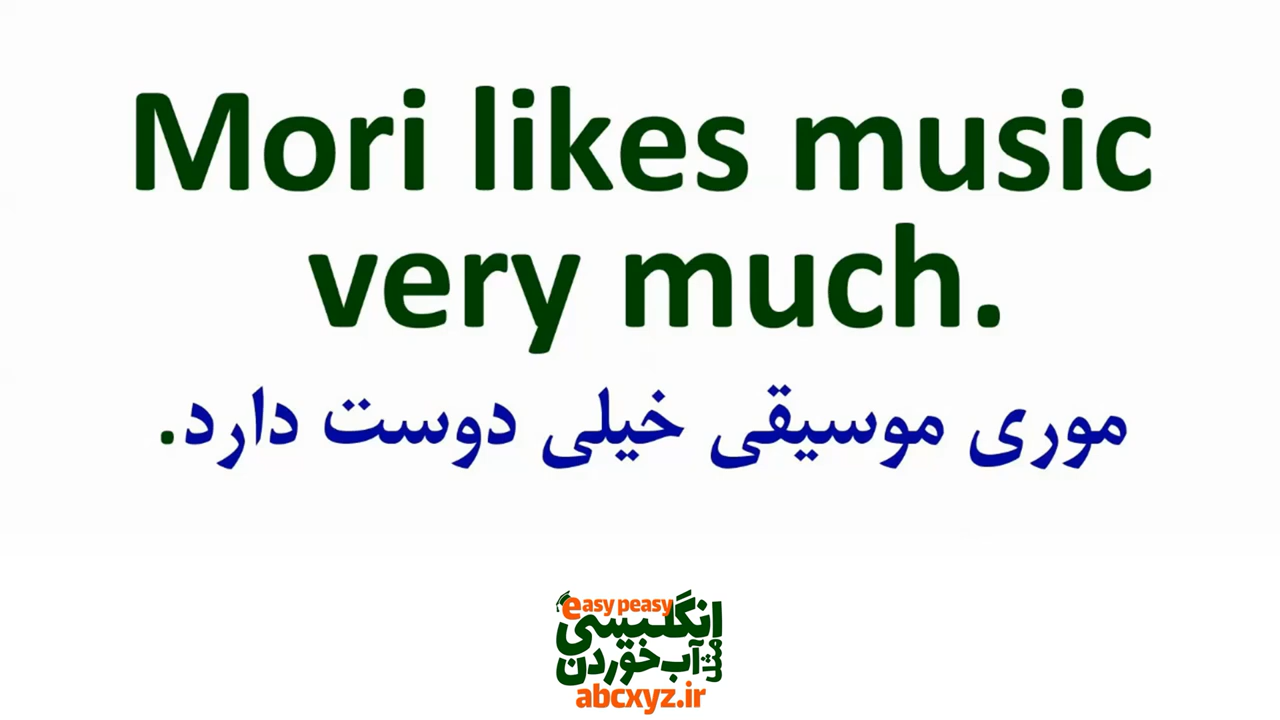 Mori likes music
very much.
موری موسیقی خیلی دوست دارد.
easy peasy
انگلیسی
مثل آب خوردن
abcxyz.ir